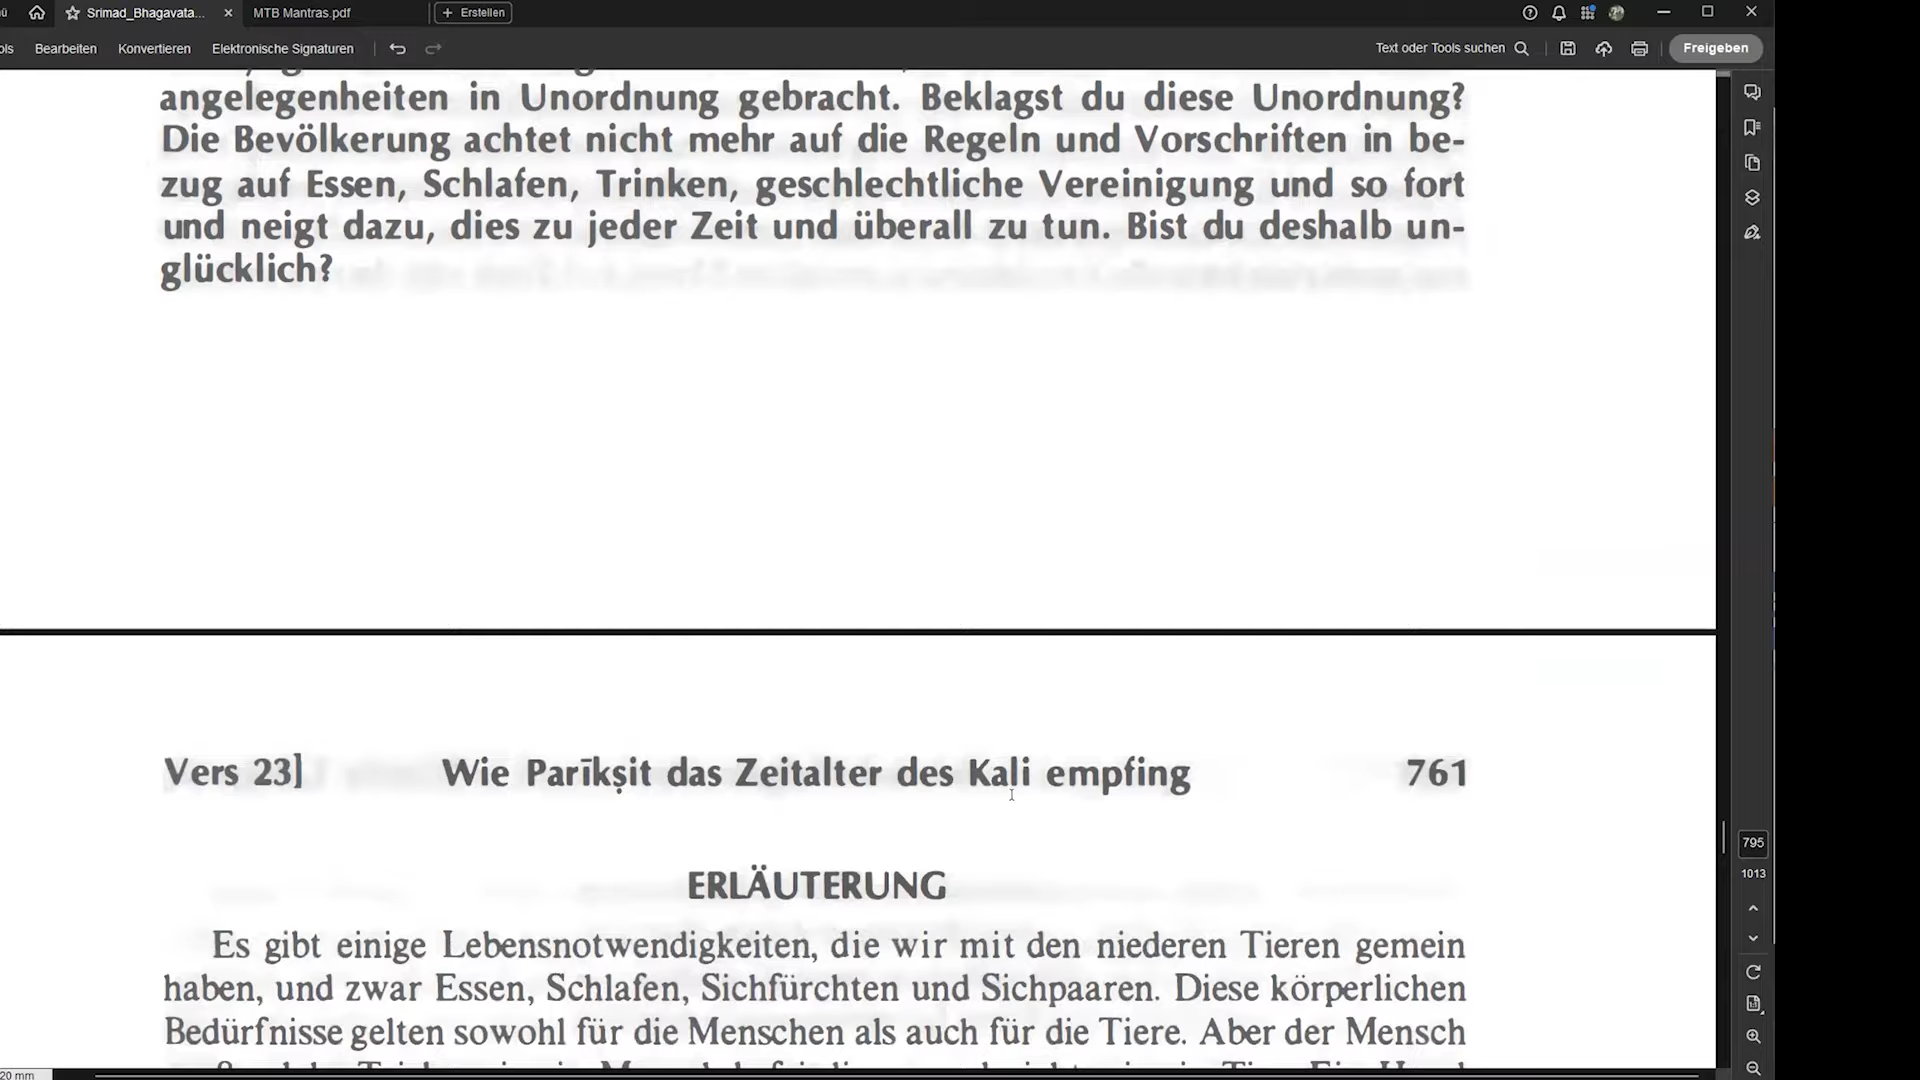 Srimad_Bhagavata...
MTB Mantras.pdf
Erstellen
Bearbeiten
Konvertieren
Elektronische Signaturen
Text oder Tools suchen
Freigeben
angelegenheiten in Unordnung gebracht. Beklagst du diese Unordnung?
Die Bevölkerung achtet nicht mehr auf die Regeln und Vorschriften in be-
zug auf Essen, Schlafen, Trinken, geschlechtliche Vereinigung und so fort
und neigt dazu, dies zu jeder Zeit und überall zu tun. Bist du deshalb un-
glücklich?
Vers 23] Wie Parīkṣit das Zeitalter des Kali empfing 761
795
1013
ERLÄUTERUNG
Es gibt einige Lebensnotwendigkeiten, die wir mit den niederen Tieren gemein
haben, und zwar Essen, Schlafen, Sichfürchten und Sichpaaren. Diese körperlichen
Bedürfnisse gelten sowohl für die Menschen als auch für die Tiere. Aber der Mensch
20 mm